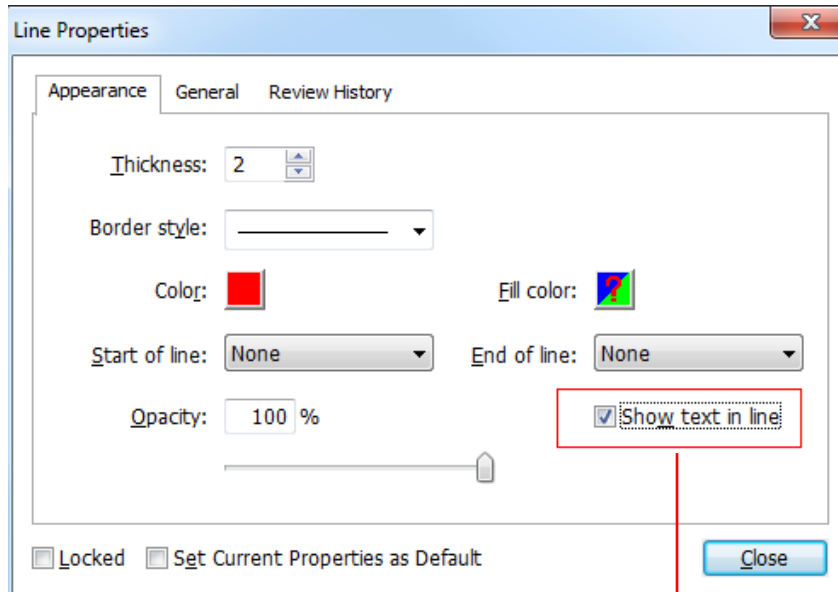 Line Properties
Appearance General Review History
Thickness: 2
Border style:
Color: Fill color: ?
Start of line: None End of line: None
Opacity: 100 % Show text in line
Locked Set Current Properties as Default Close